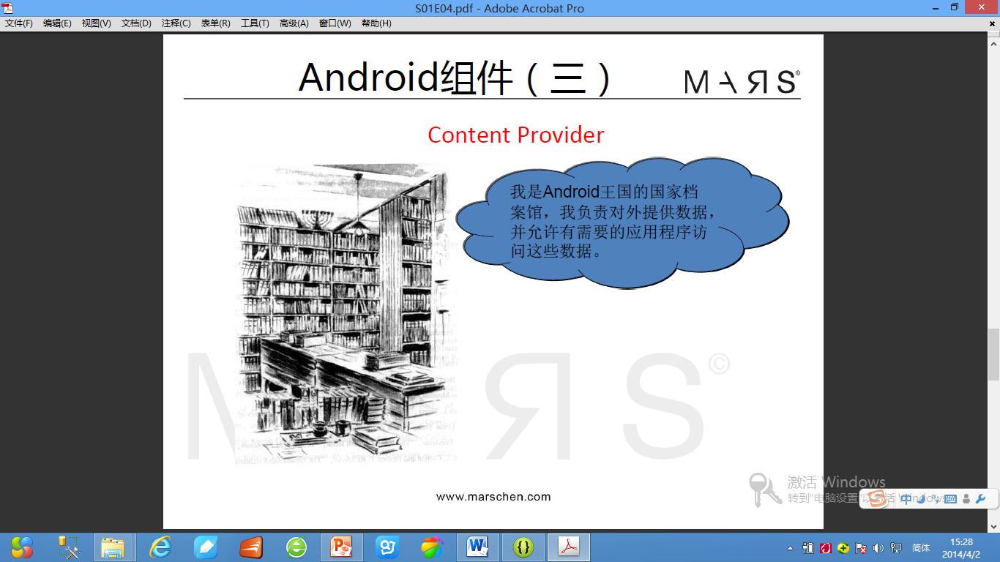 S01E04.pdf - Adobe Acrobat Pro
文件(F) 编辑(E) 视图(V) 文档(D) 注释(C) 表单(R) 工具(T) 高级(A) 窗口(W) 帮助(H)
Android组件（三）
MARS©
Content Provider
我是Android王国的国家档
案馆，我负责对外提供数据，
并允许有需要的应用程序访
问这些数据。
MARS©
www.marschen.com
激活 Windows
转到"电脑设置"以激活 Windows
中
简体
15:28
2014/4/2